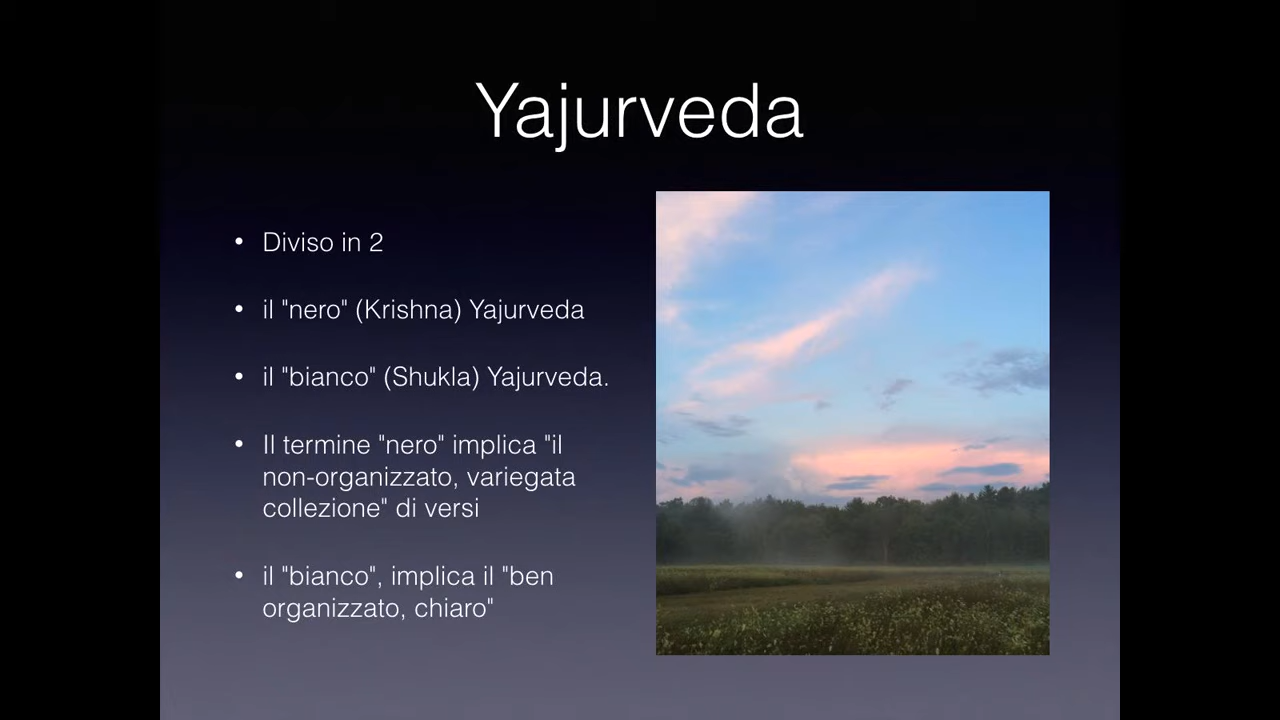 Yajurveda
• Diviso in 2
• il "nero" (Krishna) Yajurveda
• il "bianco" (Shukla) Yajurveda.
• Il termine "nero" implica "il
non-organizzato, variegata
collezione" di versi
• il "bianco", implica il "ben
organizzato, chiaro"